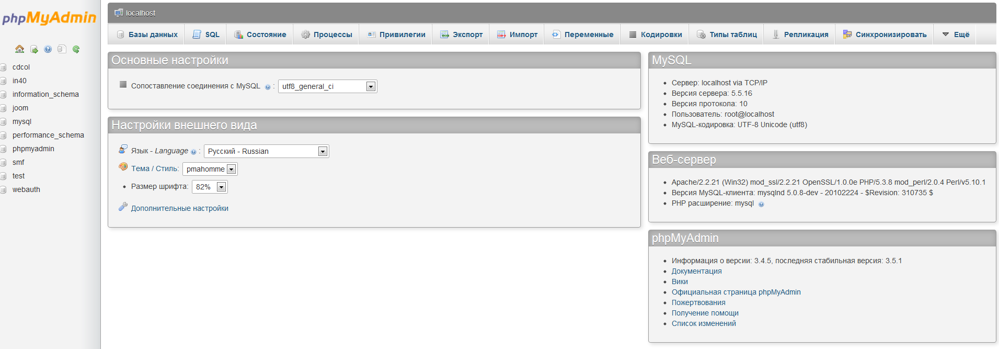 phpMyAdmin
cdcol
in40
information_schema
joom
mysql
performance_schema
phpmyadmin
smf
test
webauth
localhost
Базы данных SQL Состояние Процессы Привилегии Экспорт Импорт Переменные Кодировки Типы таблиц Репликация Синхронизировать Ещё
Основные настройки
Сопоставление соединения с MySQL : utf8_general_ci
Настройки внешнего вида
Язык - Language : Русский - Russian
Тема / Стиль: pmahomme
Размер шрифта: 82%
Дополнительные настройки
MySQL
Сервер: localhost via TCP/IP
Версия сервера: 5.5.16
Версия протокола: 10
Пользователь: root@localhost
MySQL-кодировка: UTF-8 Unicode (utf8)
Веб-сервер
Apache/2.2.21 (Win32) mod_ssl/2.2.21 OpenSSL/1.0.0e PHP/5.3.8 mod_perl/2.0.4 Perl/v5.10.1
Версия MySQL-клиента: mysqlnd 5.0.8-dev - 20102224 - $Revision: 310735 $
PHP расширение: mysql
phpMyAdmin
Информация о версии: 3.4.5, последняя стабильная версия: 3.5.1
Документация
Вики
Официальная страница phpMyAdmin
Пожертвования
Получение помощи
Список изменений